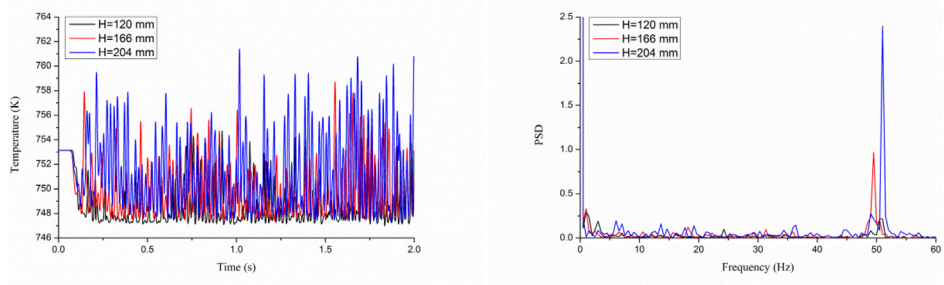 764
762
760
758
756
754
752
750
748
746
Temperature (K)
H=120 mm
H=166 mm
H=204 mm
0.0 0.5 1.0 1.5 2.0
Time (s)
2.5
2.0
1.5
1.0
0.5
0.0
PSD
H=120 mm
H=166 mm
H=204 mm
0 10 20 30 40 50 60
Frequency (Hz)